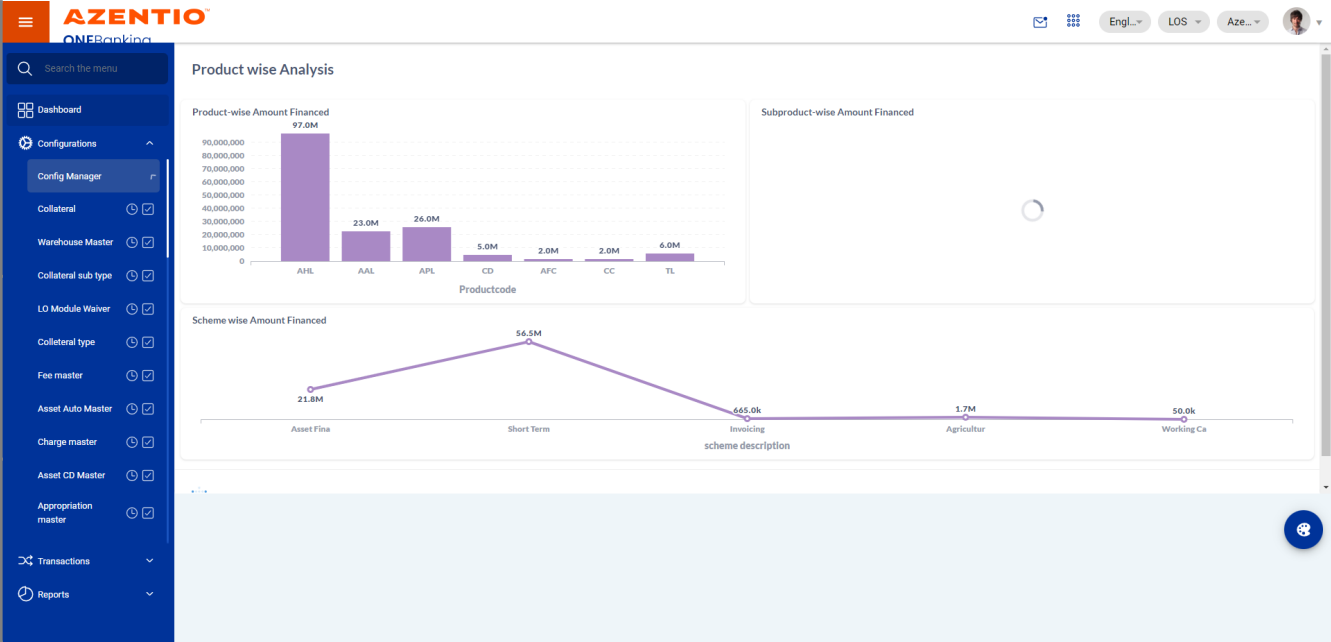 AZENTIO™
ONEBanking
Engl...
LOS
Aze...
Search the menu
Dashboard
Configurations
Config Manager
Collateral
Warehouse Master
Collateral sub type
LO Module Waiver
Colleteral type
Fee master
Asset Auto Master
Charge master
Asset CD Master
Appropriation
master
Transactions
Reports
Product wise Analysis
Product-wise Amount Financed
97.0M
90,000,000
80,000,000
70,000,000
60,000,000
50,000,000
40,000,000
30,000,000
20,000,000
10,000,000
0
23.0M
26.0M
5.0M
2.0M
2.0M
6.0M
AHL
AAL
APL
CD
AFC
CC
TL
Productcode
Subproduct-wise Amount Financed
Scheme wise Amount Financed
56.5M
21.8M
665.0k
1.7M
50.0k
Asset Fina
Short Term
Invoicing
Agricultur
Working Ca
scheme description